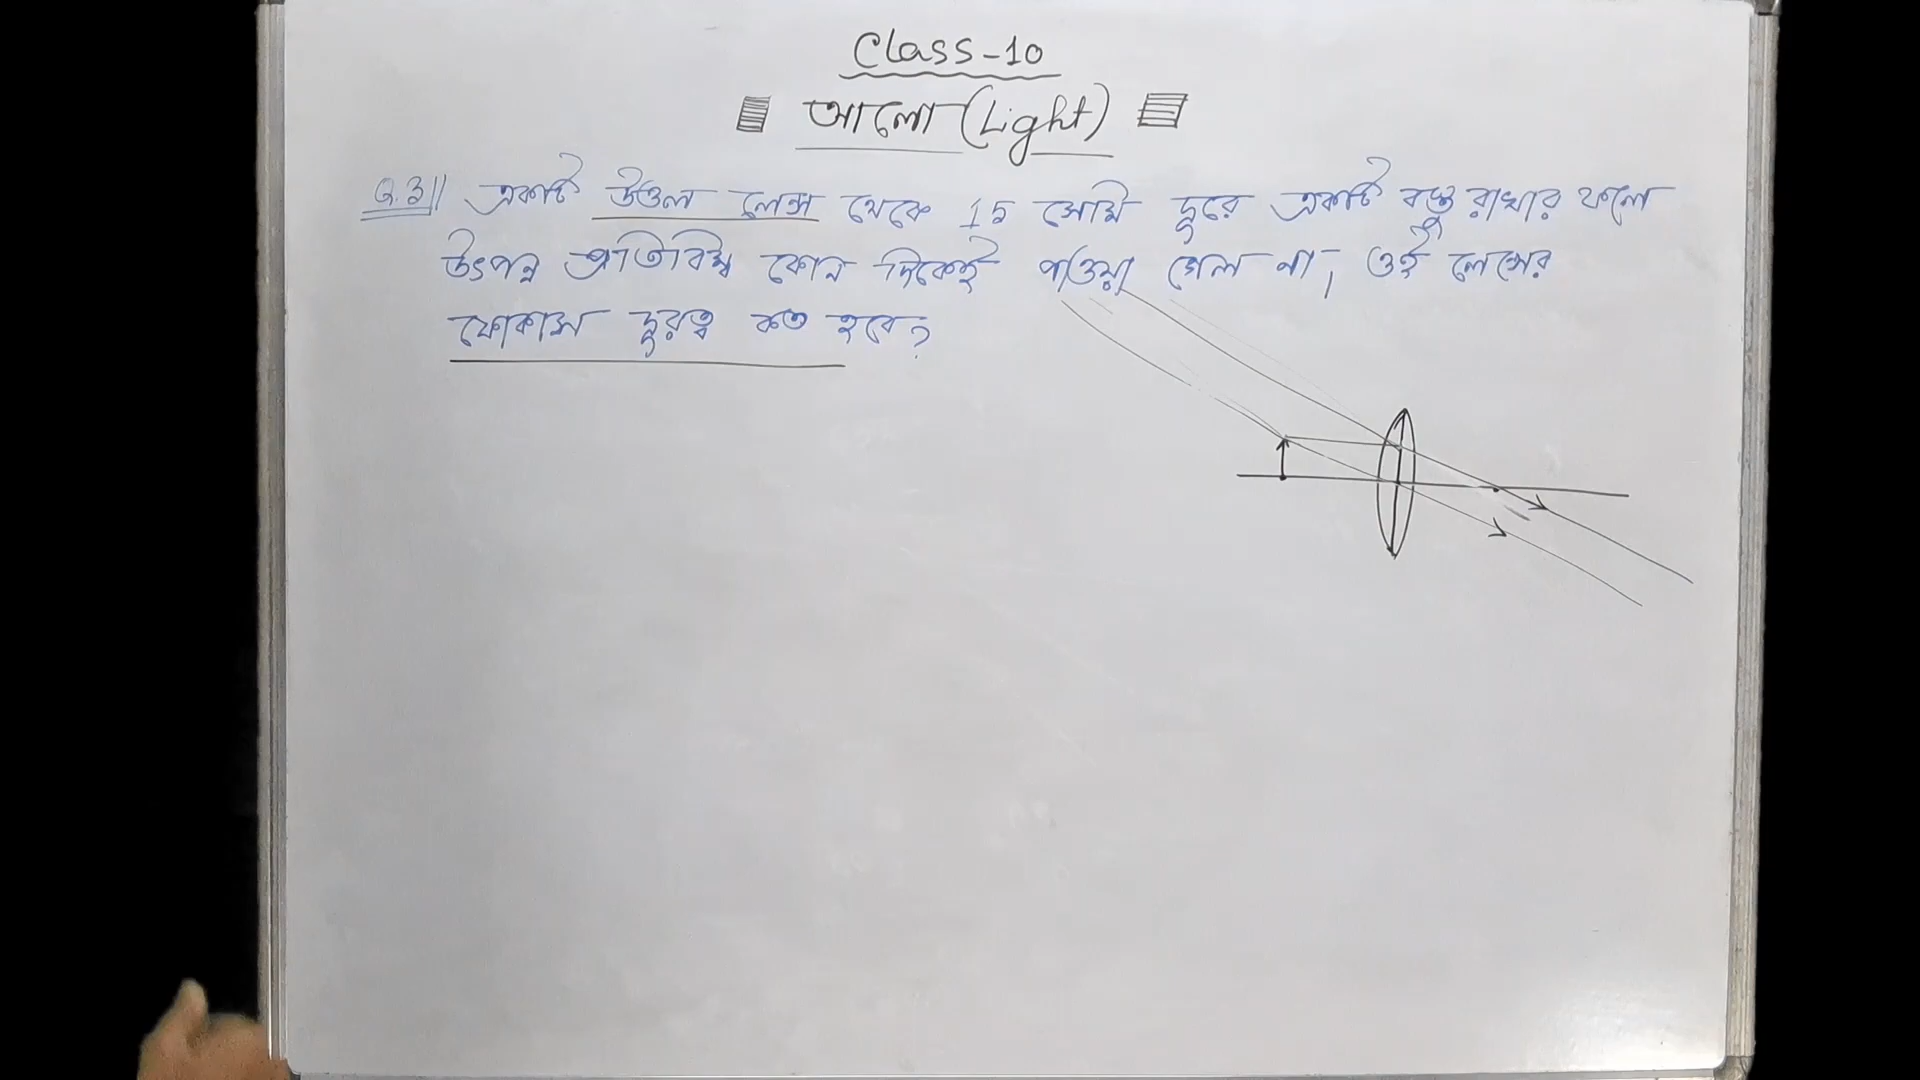 Class-10
আলো (Light)
Q.3|| একটি উত্তল লেন্স থেকে 15 সেমি দূরে একটি বস্তু রাখার ফলে
উৎপন্ন প্রতিবিম্ব কোন দিকেই পাওয়া গেল না, ওই লেন্সের
ফোকাস দূরত্ব কত হবে?